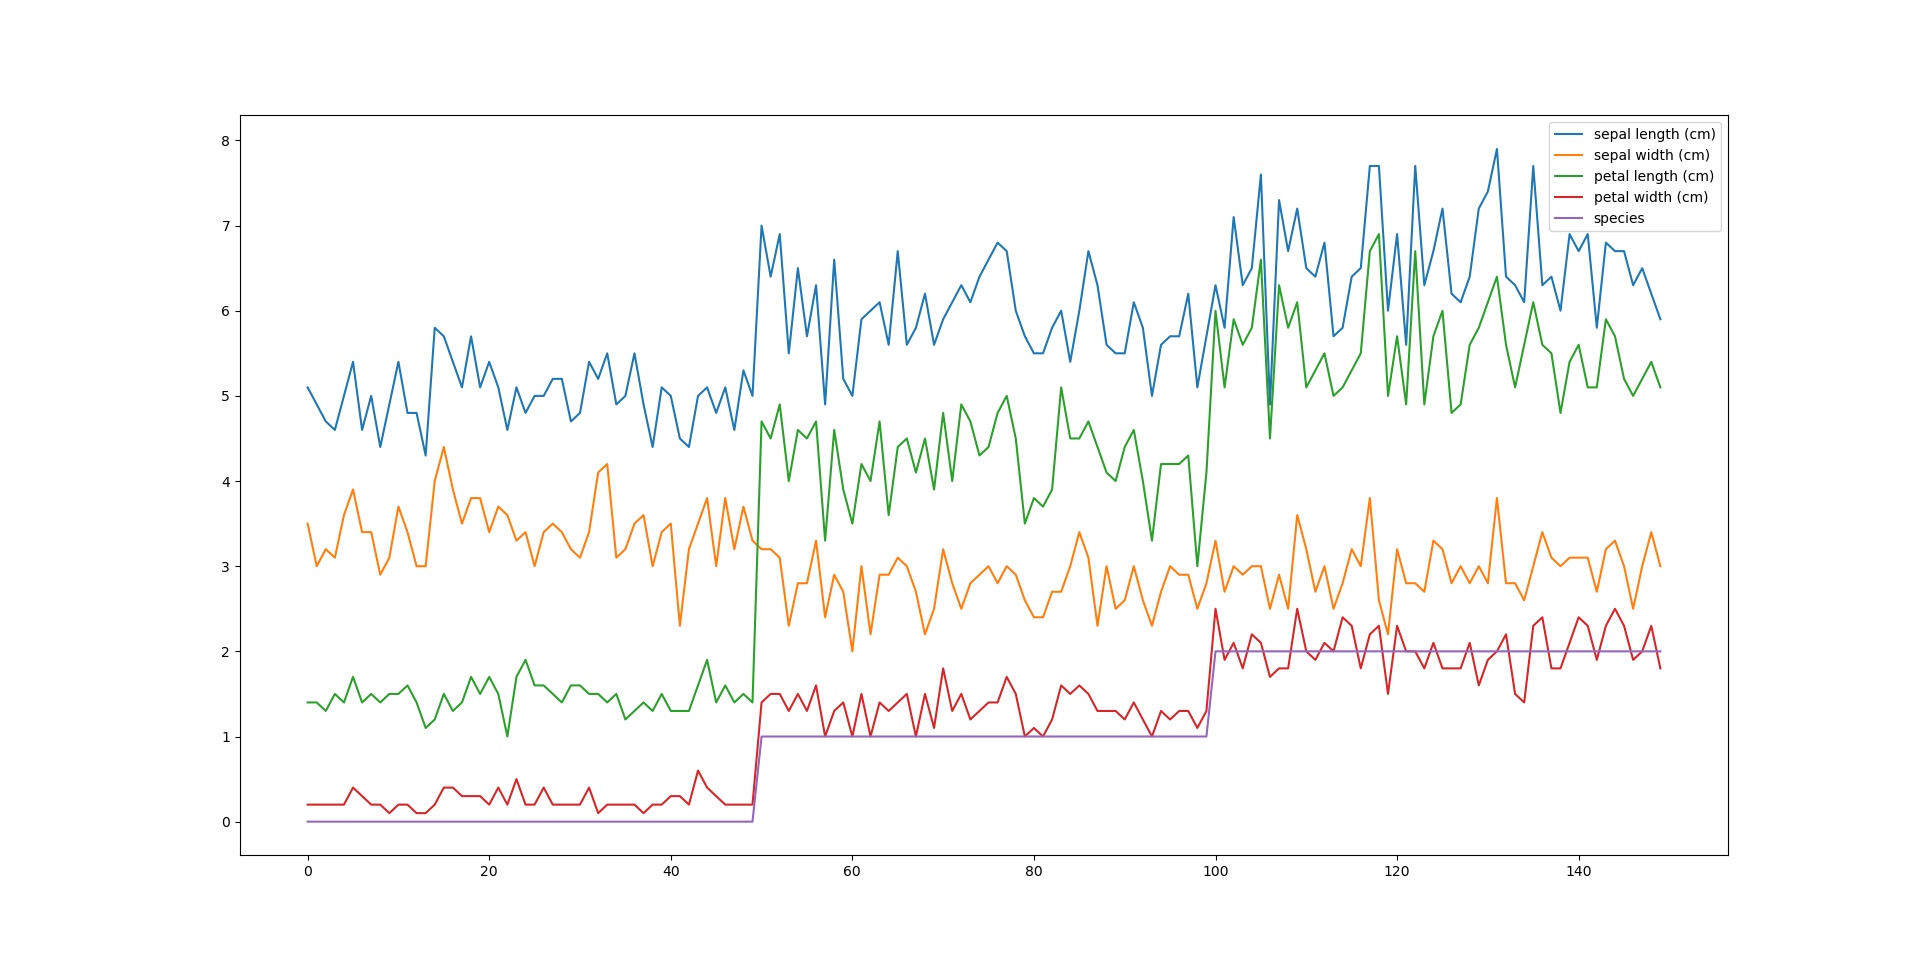 8
7
6
5
4
3
2
1
0
0 20 40 60 80 100 120 140
sepal length (cm)
sepal width (cm)
petal length (cm)
petal width (cm)
species